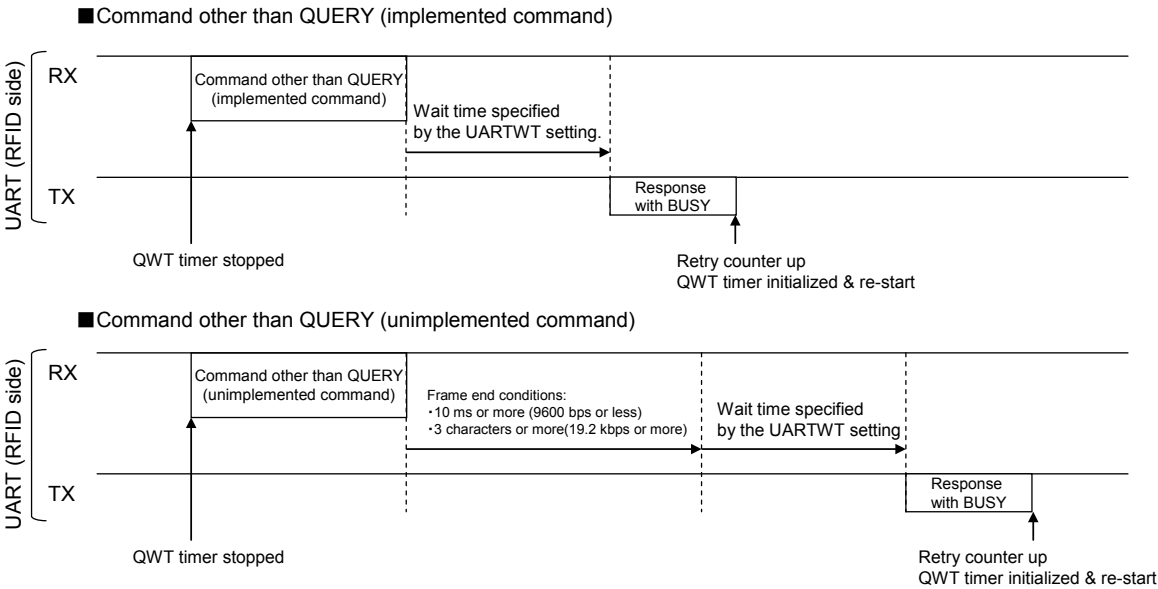 ■Command other than QUERY (implemented command)
UART (RFID side)
RX
Command other than QUERY
(implemented command)
Wait time specified
by the UARTWT setting.
TX
Response
with BUSY
QWT timer stopped
Retry counter up
QWT timer initialized & re-start
■Command other than QUERY (unimplemented command)
UART (RFID side)
RX
Command other than QUERY
(unimplemented command)
Frame end conditions:
・10 ms or more (9600 bps or less)
・3 characters or more(19.2 kbps or more)
Wait time specified
by the UARTWT setting
TX
Response
with BUSY
QWT timer stopped
Retry counter up
QWT timer initialized & re-start